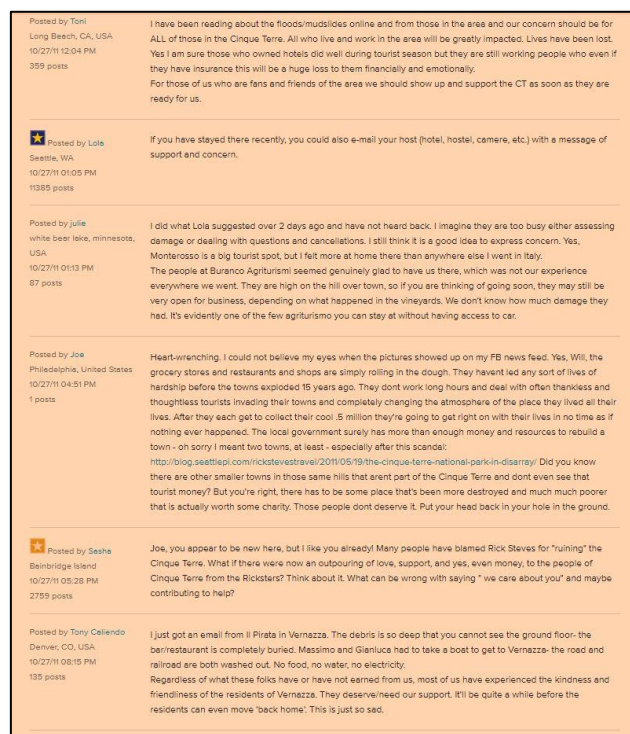 Posted by Toni
Long Beach, CA, USA
10/27/11 12:04 PM
359 posts
I have been reading about the floods/mudslides online and from those in the area and our concern should be for
ALL of those in the Cinque Terre. All who live and work in the area will be greatly impacted. Lives have been lost.
Yes I am sure those who owned hotels did well during tourist season but they are still working people who even if
they have insurance this will be a huge loss to them financially and emotionally.
For those of us who are fans and friends of the area we should show up and support the CT as soon as they are
ready for us.
Posted by Lola
Seattle, WA
10/27/11 01:05 PM
11385 posts
If you have stayed there recently, you could also e-mail your host (hotel, hostel, camere, etc.) with a message of
support and concern.
Posted by julie
white bear lake, minnesota,
USA
10/27/11 01:13 PM
87 posts
I did what Lola suggested over 2 days ago and have not heard back. I imagine they are too busy either assessing
damage or dealing with questions and cancellations. I still think it is a good idea to express concern. Yes,
Monterosso is a big tourist spot, but I felt more at home there than anywhere else I went in Italy.
The people at Buranco Agriturismi seemed genuinely glad to have us there, which was not our experience
everywhere we went. They are high on the hill over town, so if you are thinking of going soon, they may still be
very open for business, depending on what happened in the vineyards. We don't know how much damage they
had. It's evidently one of the few agriturismo you can stay at without having access to car.
Posted by Joe
Philadelphia, United States
10/27/11 04:51 PM
1 posts
Heart-wrenching. I could not believe my eyes when the pictures showed up on my FB news feed. Yes, Will, the
grocery stores and restaurants and shops are simply rolling in the dough. They havent led any sort of lives of
hardship before the towns exploded 15 years ago. They dont work long hours and deal with often thankless and
thoughtless tourists invading their towns and completely changing the atmosphere of the place they lived all their
lives. After they each get to collect their cool .5 million they're going to get right on with their lives in no time as if
nothing ever happened. The local government surely has more than enough money and resources to rebuild a
town - oh sorry I meant two towns, at least - especially after this scandal:
http://blog.seattlepi.com/rickstevestravel/2011/05/19/the-cinque-terre-national-park-in-disarray/ Did you know
there are other smaller towns in those same hills that arent part of the Cinque Terre and dont even see that
tourist money? But you're right, there has to be some place that's been more destroyed and much much poorer
that is actually worth some charity. Those people dont deserve it. Put your head back in your hole in the ground.
Posted by Sasha
Bainbridge Island
10/27/11 05:28 PM
2759 posts
Joe, you appear to be new here, but I like you already! Many people have blamed Rick Steves for "ruining" the
Cinque Terre. What if there were now an outpouring of love, support, and yes, even money, to the people of
Cinque Terre from the Ricksters? Think about it. What can be wrong with saying " we care about you" and maybe
contributing to help?
Posted by Tony Caliendo
Denver, CO, USA
10/27/11 08:15 PM
135 posts
I just got an email from Il Pirata in Vernazza. The debris is so deep that you cannot see the ground floor- the
bar/restaurant is completely buried. Massimo and Gianluca had to take a boat to get to Vernazza- the road and
railroad are both washed out. No food, no water, no electricity.
Regardless of what these folks have or have not earned from us, most of us have experienced the kindness and
friendliness of the residents of Vernazza. They deserve/need our support. It'll be quite a while before the
residents can even move 'back home'. This is just so sad.